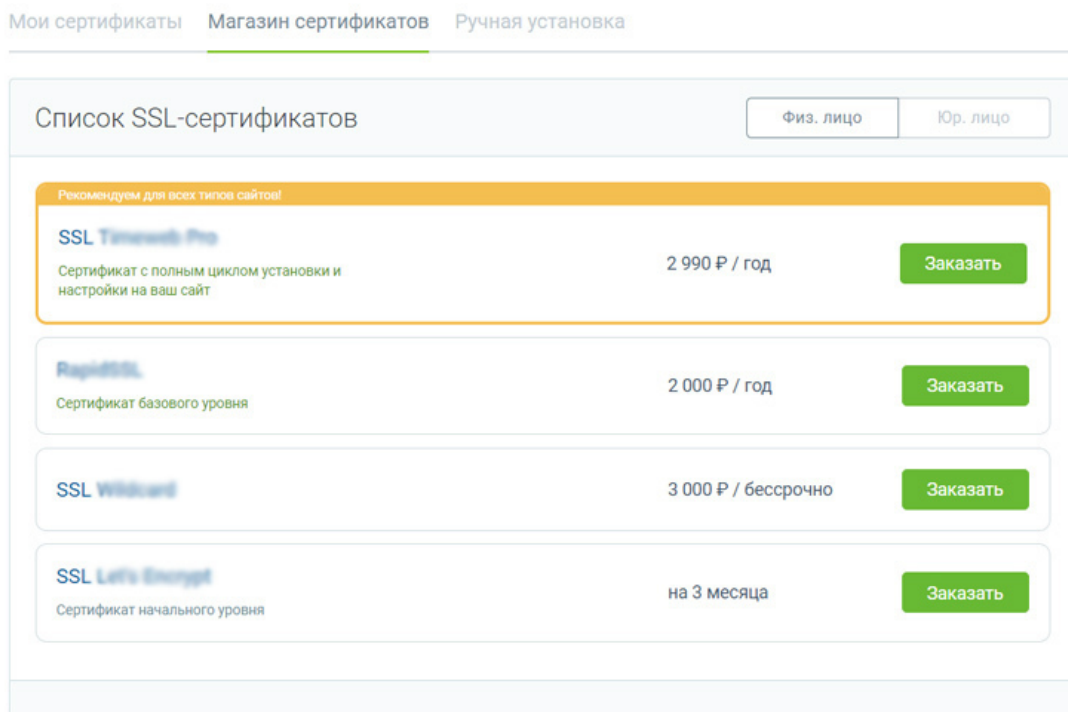 Мои сертификаты Магазин сертификатов Ручная установка
Список SSL-сертификатов Физ. лицо Юр. лицо
Рекомендуем для всех типов сайтов!
SSL
Сертификат с полным циклом установки и
настройки на ваш сайт
2 990 ₽ / год Заказать
Сертификат базового уровня
2 000 ₽ / год Заказать
SSL
3 000 ₽ / бессрочно Заказать
SSL
Сертификат начального уровня
на 3 месяца Заказать